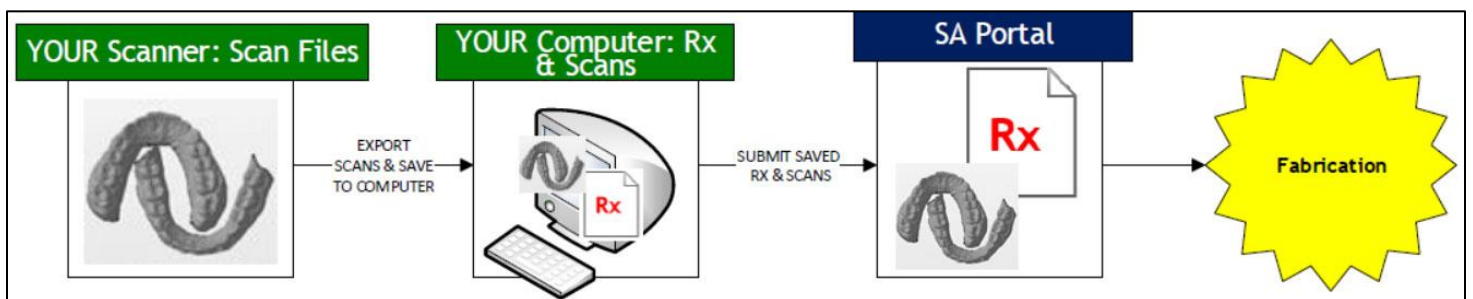 YOUR Scanner: Scan Files
EXPORT
SCANS & SAVE
TO COMPUTER
YOUR Computer: Rx
& Scans
Rx
SUBMIT SAVED
RX & SCANS
SA Portal
Rx
Fabrication